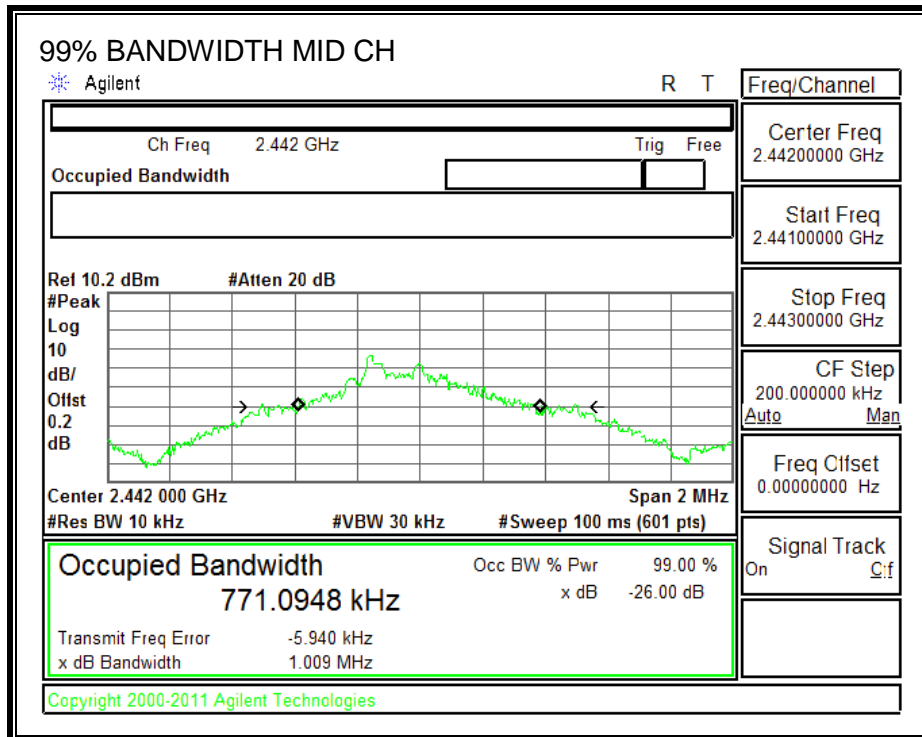 99% BANDWIDTH MID CH
Agilent R T
Ch Freq 2.442 GHz Trig Free
Occupied Bandwidth
Ref 10.2 dBm #Atten 20 dB
#Peak
Log
10
dB/
Offst
0.2
dB
Center 2.442 000 GHz Span 2 MHz
#Res BW 10 kHz #VBW 30 kHz #Sweep 100 ms (601 pts)
Occupied Bandwidth Occ BW % Pwr 99.00 %
771.0948 kHz x dB -26.00 dB
Transmit Freq Error -5.940 kHz
x dB Bandwidth 1.009 MHz
Copyright 2000-2011 Agilent Technologies
Freq/Channel
Center Freq
2.44200000 GHz
Start Freq
2.44100000 GHz
Stop Freq
2.44300000 GHz
CF Step
200.000000 kHz
Auto Man
Freq Offset
0.00000000 Hz
Signal Track
On Off